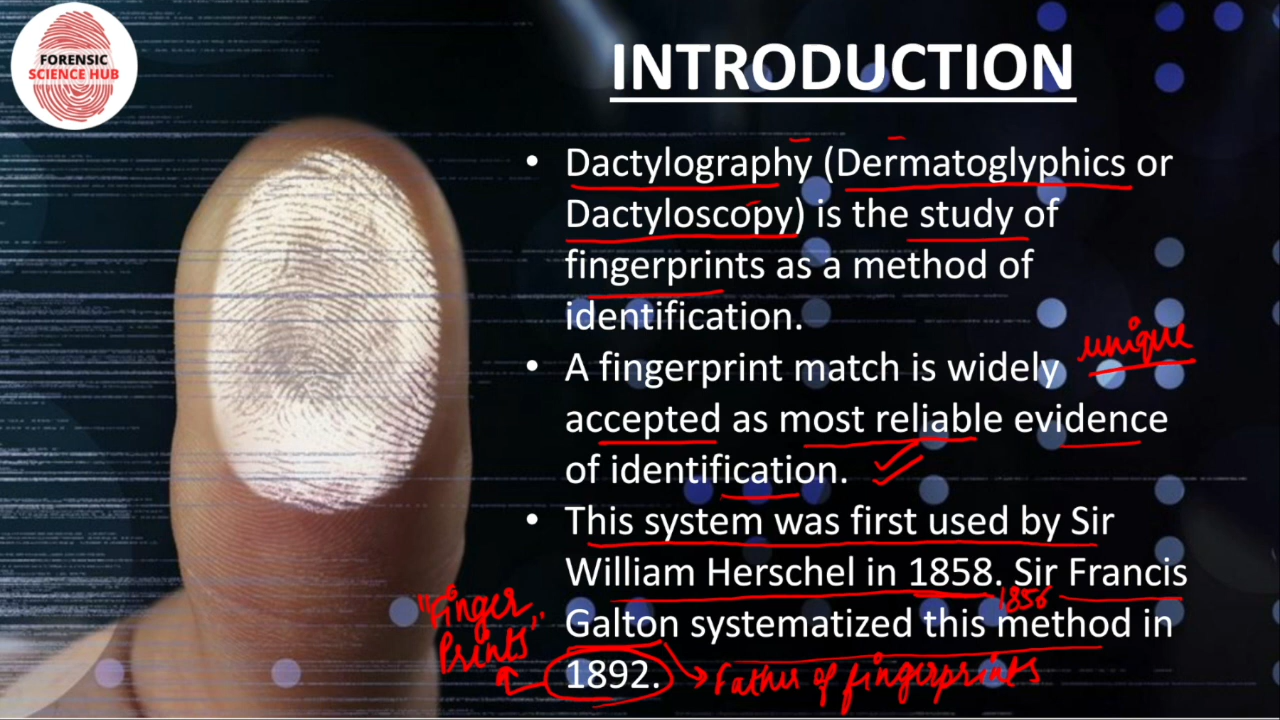 FORENSIC
SCIENCE HUB
INTRODUCTION
• Dactylography (Dermatoglyphics or
Dactyloscopy) is the study of
fingerprints as a method of
identification.
• A fingerprint match is widely
unique
accepted as most reliable evidence
of identification.
• This system was first used by Sir
William Herschel in 1858. Sir Francis
1856
Galton systematized this method in
1892.
"Finger
Prints"
Father of fingerprints